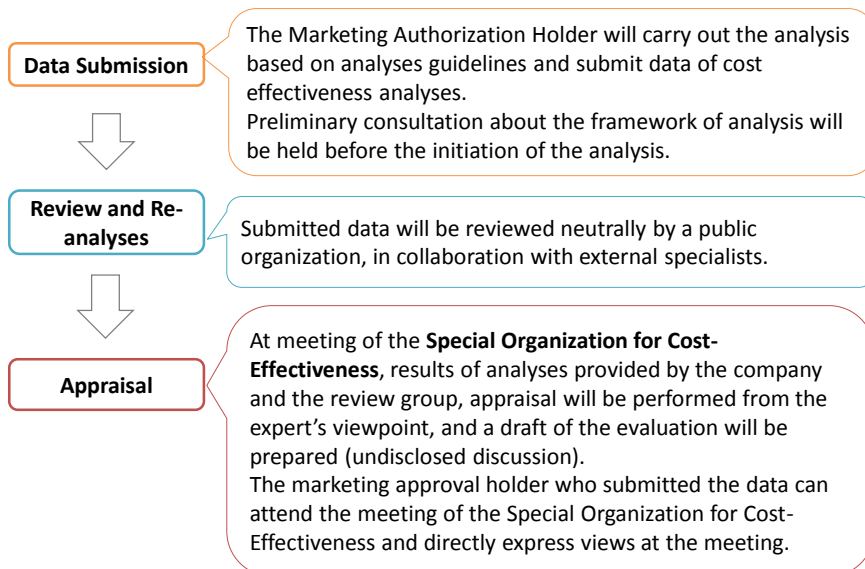 Data Submission
The Marketing Authorization Holder will carry out the analysis
based on analyses guidelines and submit data of cost
effectiveness analyses.
Preliminary consultation about the framework of analysis will
be held before the initiation of the analysis.
Review and Re-
analyses
Submitted data will be reviewed neutrally by a public
organization, in collaboration with external specialists.
Appraisal
At meeting of the Special Organization for Cost-
Effectiveness, results of analyses provided by the company
and the review group, appraisal will be performed from the
expert’s viewpoint, and a draft of the evaluation will be
prepared (undisclosed discussion).
The marketing approval holder who submitted the data can
attend the meeting of the Special Organization for Cost-
Effectiveness and directly express views at the meeting.